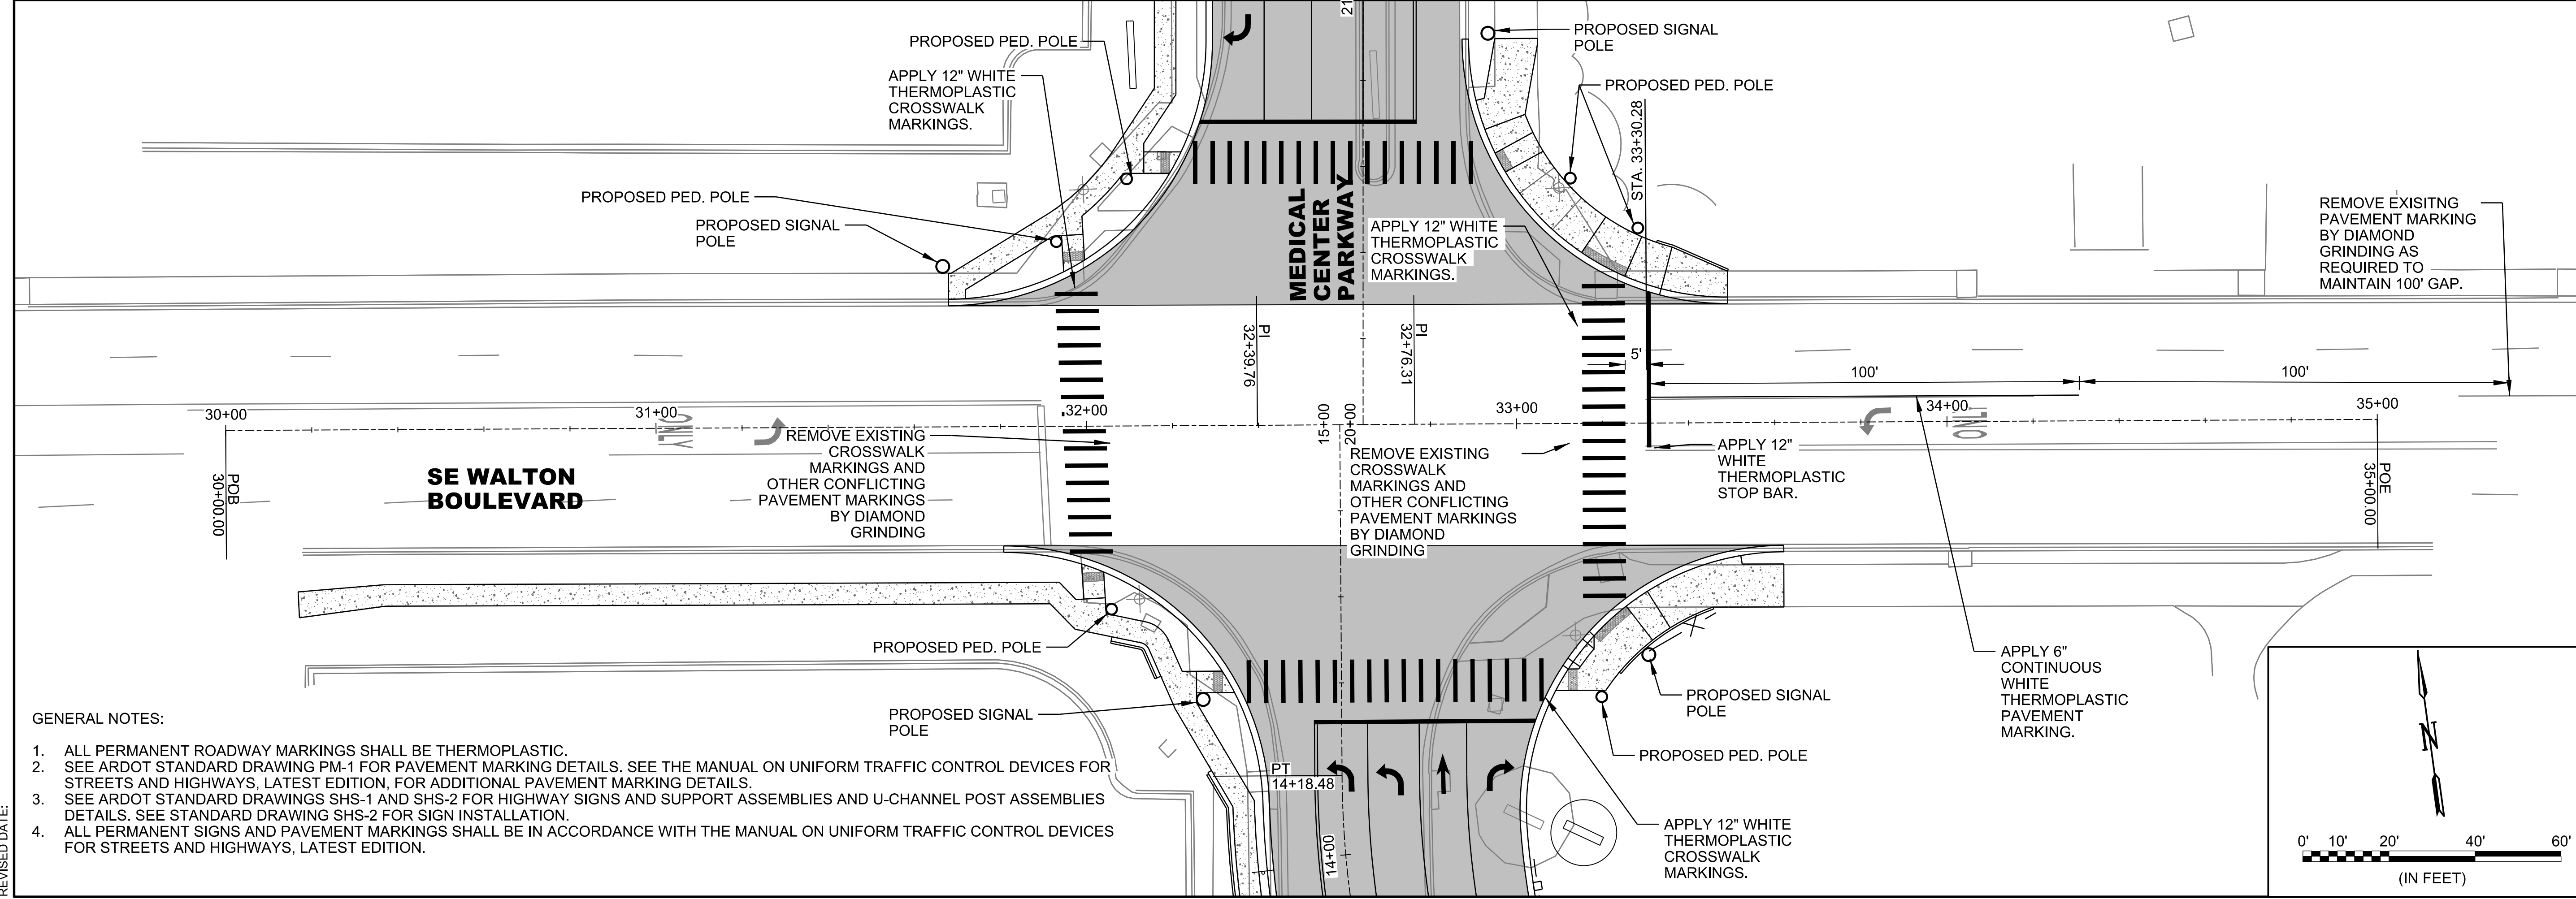 PROPOSED PED. POLE
APPLY 12" WHITE
THERMOPLASTIC
CROSSWALK
MARKINGS.
PROPOSED PED. POLE
PROPOSED SIGNAL
POLE
21
PROPOSED SIGNAL
POLE
PROPOSED PED. POLE
STA. 33+30.28
MEDICAL
CENTER
PARKWAY
APPLY 12" WHITE
THERMOPLASTIC
CROSSWALK
MARKINGS.
REMOVE EXISITNG
PAVEMENT MARKING
BY DIAMOND
GRINDING AS
REQUIRED TO
MAINTAIN 100' GAP.
PI
32+39.76
PI
32+76.31
5'
100'
100'
30+00
31+00
32+00
33+00
34+00
35+00
ONLY
ONLY
15+00
20+00
POB
30+00.00
SE WALTON
BOULEVARD
REMOVE EXISTING
CROSSWALK
MARKINGS AND
OTHER CONFLICTING
PAVEMENT MARKINGS
BY DIAMOND
GRINDING
REMOVE EXISTING
CROSSWALK
MARKINGS AND
OTHER CONFLICTING
PAVEMENT MARKINGS
BY DIAMOND
GRINDING
APPLY 12"
WHITE
THERMOPLASTIC
STOP BAR.
POE
35+00.00
PROPOSED PED. POLE
PROPOSED SIGNAL
POLE
PT
14+18.48
14+00
PROPOSED SIGNAL
POLE
PROPOSED PED. POLE
APPLY 12" WHITE
THERMOPLASTIC
CROSSWALK
MARKINGS.
APPLY 6"
CONTINUOUS
WHITE
THERMOPLASTIC
PAVEMENT
MARKING.
GENERAL NOTES:
1. ALL PERMANENT ROADWAY MARKINGS SHALL BE THERMOPLASTIC.
2. SEE ARDOT STANDARD DRAWING PM-1 FOR PAVEMENT MARKING DETAILS. SEE THE MANUAL ON UNIFORM TRAFFIC CONTROL DEVICES FOR
STREETS AND HIGHWAYS, LATEST EDITION, FOR ADDITIONAL PAVEMENT MARKING DETAILS.
3. SEE ARDOT STANDARD DRAWINGS SHS-1 AND SHS-2 FOR HIGHWAY SIGNS AND SUPPORT ASSEMBLIES AND U-CHANNEL POST ASSEMBLIES
DETAILS. SEE STANDARD DRAWING SHS-2 FOR SIGN INSTALLATION.
4. ALL PERMANENT SIGNS AND PAVEMENT MARKINGS SHALL BE IN ACCORDANCE WITH THE MANUAL ON UNIFORM TRAFFIC CONTROL DEVICES
FOR STREETS AND HIGHWAYS, LATEST EDITION.
REVISED DATE:
N
0' 10' 20' 40' 60'
(IN FEET)